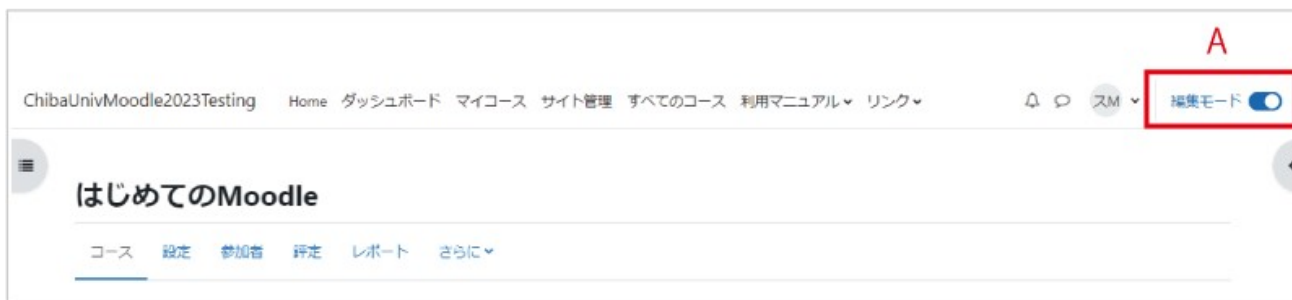 A
ChibaUnivMoodle2023Testing Home ダッシュボード マイコース サイト管理 すべてのコース 利用マニュアル リンク スM 編集モード
はじめてのMoodle
コース 設定 参加者 評定 レポート さらに